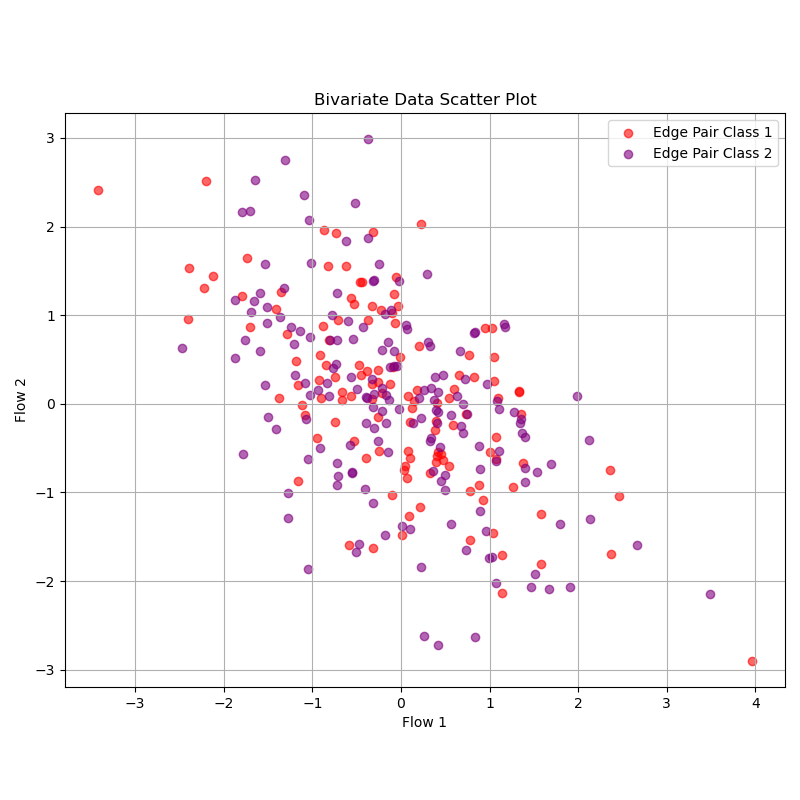 Bivariate Data Scatter Plot
Edge Pair Class 1
Edge Pair Class 2
3
2
1
0
−1
−2
−3
Flow 2
−3 −2 −1 0 1 2 3 4
Flow 1